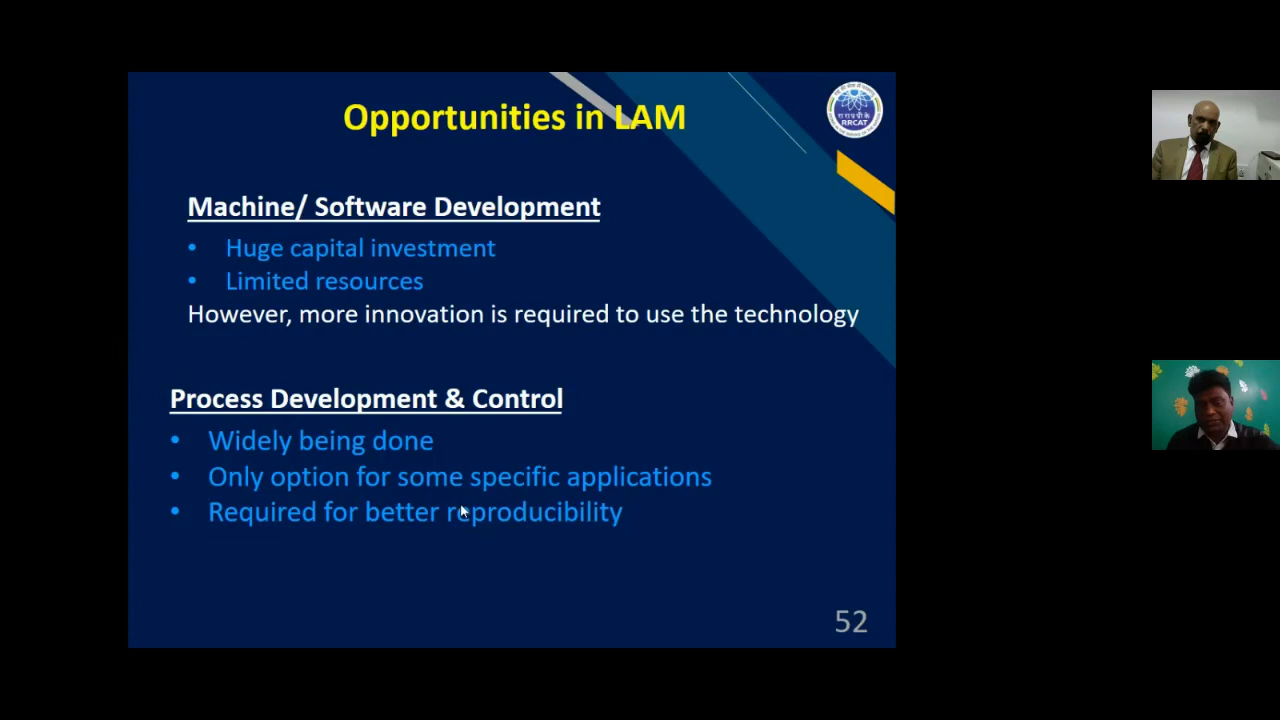 Opportunities in LAM
RRCAT
Machine/ Software Development
• Huge capital investment
• Limited resources
However, more innovation is required to use the technology
Process Development & Control
• Widely being done
• Only option for some specific applications
• Required for better reproducibility
52